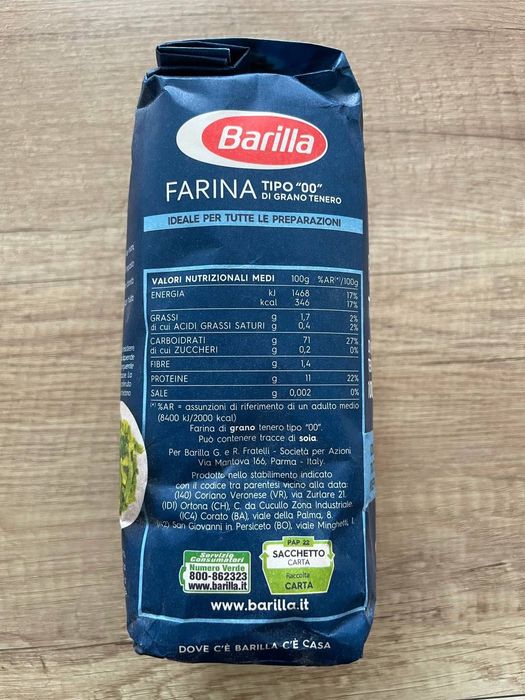 Barilla
FARINA TIPO "00"
DI GRANO TENERO
IDEALE PER TUTTE LE PREPARAZIONI
VALORI NUTRIZIONALI MEDI 100g %AR(*)/100g
ENERGIA kJ 1468 17%
kcal 346 17%
GRASSI g 1,7 2%
di cui ACIDI GRASSI SATURI g 0,4 2%
CARBOIDRATI g 71 27%
di cui ZUCCHERI g 0,2 0%
FIBRE g 1,4
PROTEINE g 11 22%
SALE g 0,002 0%
(*) %AR = assunzioni di riferimento di un adulto medio
(8400 kJ/2000 kcal)
Farina di grano tenero tipo "00".
Può contenere tracce di soia.
Per Barilla G. e R. Fratelli - Società per Azioni
Via Mantova 166, Parma - Italy.
Prodotto nello stabilimento indicato
con il codice tra parentesi vicino alla data:
(140) Coriano Veronese (VR), via Zurlare 21.
(IDI) Ortona (CH), C. da Cucullo Zona Industriale.
(IC4) Corato (BA), viale della Palma, 8.
San Giovanni in Persiceto (BO), viale Minghetti, 1.
Servizio
Consumatori
Numero Verde
800-862323
www.barilla.it
PAP 22
SACCHETTO
CARTA
Raccolta
CARTA
www.barilla.it
DOVE C'È BARILLA C'È CASA